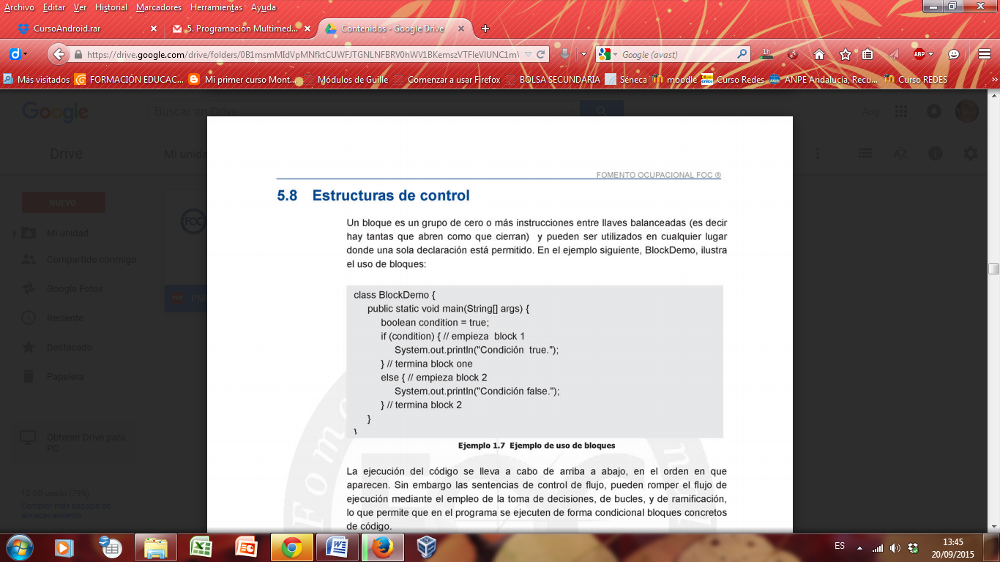 Archivo Editar Ver Historial Marcadores Herramientas Ayuda
CursoAndroid.rar
5. Programación Multimed...
Contenidos - Google Drive
https://drive.google.com/drive/folders/
Google (avast)
1h
ABP
Más visitados
FORMACIÓN EDUCAC...
Mi primer curso Mont...
Módulos de Guille
Comenzar a usar Firefox
BOLSA SECUNDARIA
Séneca
moodle
Curso Redes
ANPE Andalucía, Recu...
Curso REDES
Google
Buscar en Drive
Ang
Drive
Mi unida
NUEVO
Mi unidad
Compartido conmigo
Google Fotos
Reciente
Destacado
Papelera
Obtener Drive para
PC
12 GB usado (79%)
Comprar más espacio de
almacenamiento
FOC
PDF
FOMENTO OCUPACIONAL FOC ®
5.8 Estructuras de control
Un bloque es un grupo de cero o más instrucciones entre llaves balanceadas (es decir
hay tantas que abren como que cierran) y pueden ser utilizados en cualquier lugar
donde una sola declaración está permitido. En el ejemplo siguiente, BlockDemo, ilustra
el uso de bloques:
class BlockDemo {
public static void main(String[] args) {
boolean condition = true;
if (condition) { // empieza block 1
System.out.println("Condición true.");
} // termina block one
else { // empieza block 2
System.out.println("Condición false.");
} // termina block 2
}
}
Ejemplo 1.7 Ejemplo de uso de bloques
La ejecución del código se lleva a cabo de arriba a abajo, en el orden en que
aparecen. Sin embargo las sentencias de control de flujo, pueden romper el flujo de
ejecución mediante el empleo de la toma de decisiones, de bucles, y de ramificación,
lo que permite que en el programa se ejecuten de forma condicional bloques concretos
de código.
ES
13:45
20/09/2015